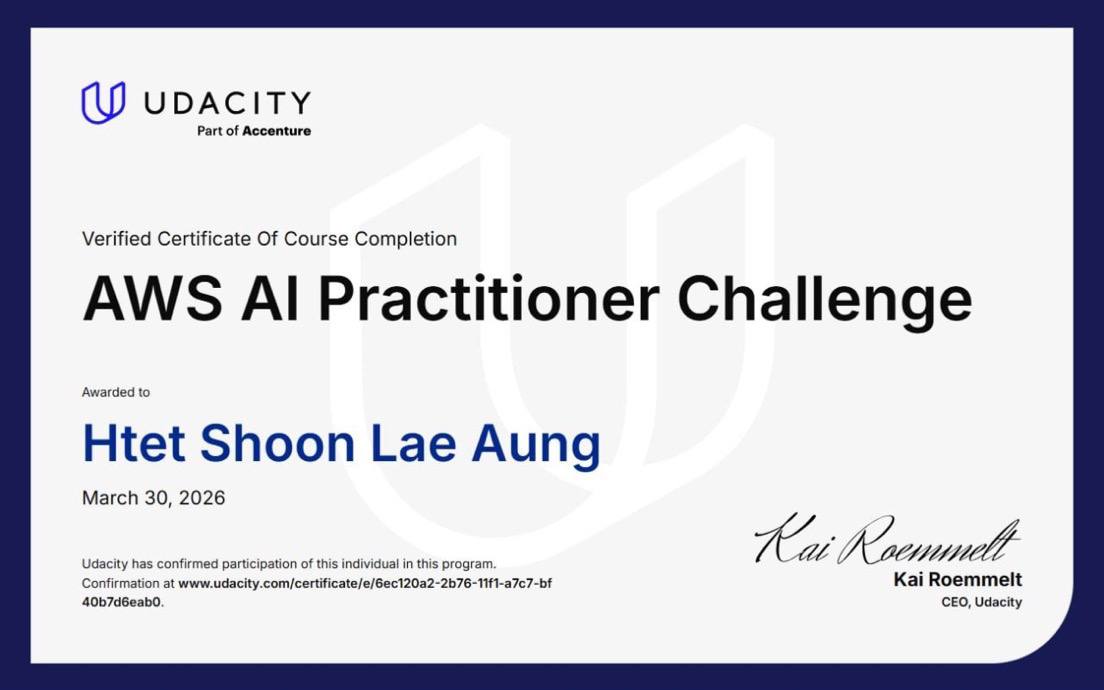 UDACITY
Part of Accenture
Verified Certificate Of Course Completion
AWS AI Practitioner Challenge
Awarded to
Htet Shoon Lae Aung
March 30, 2026
Udacity has confirmed participation of this individual in this program.
Confirmation at www.udacity.com/certificate/e/6ec120a2-2b76-11f1-a7c7-bf
40b7d6eab0.
Kai Roemmelt
Kai Roemmelt
CEO, Udacity